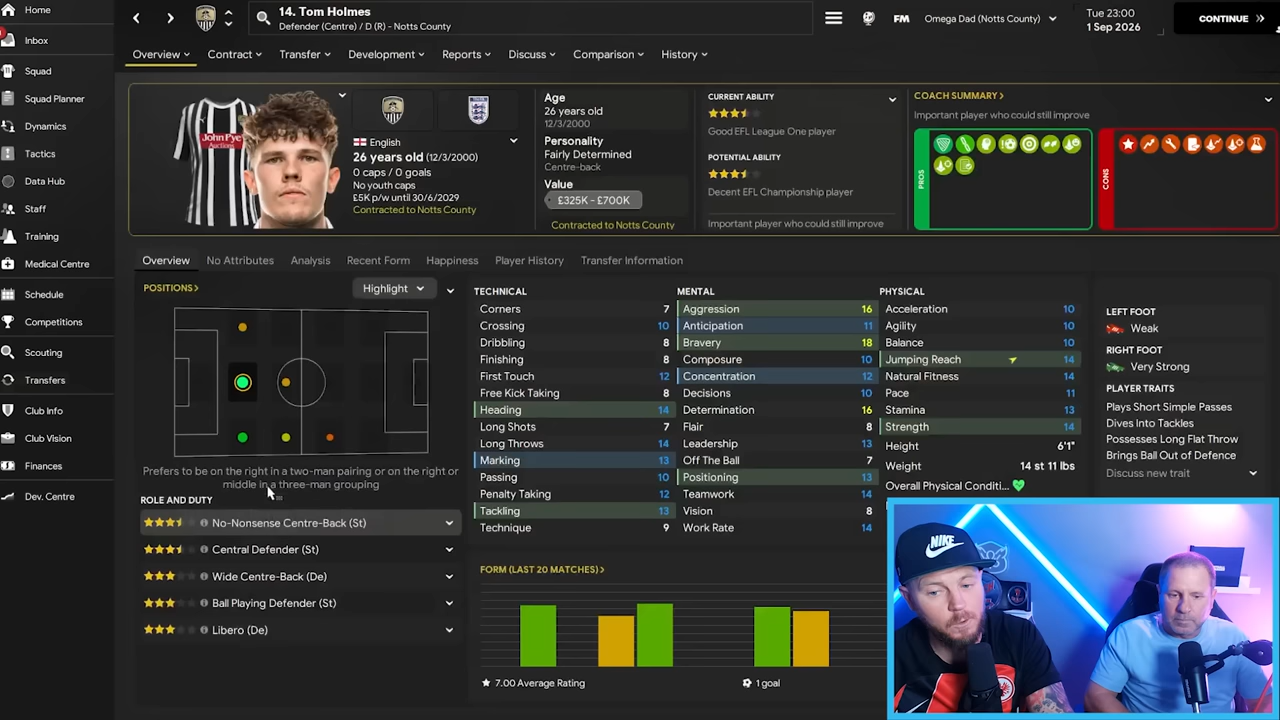 Home
Inbox
Squad
Squad Planner
Dynamics
Tactics
Data Hub
Staff
Training
Medical Centre
Schedule
Competitions
Scouting
Transfers
Club Info
Club Vision
Finances
Dev. Centre
14. Tom Holmes
Defender (Centre) / D (R) - Notts County
FM
Omega Dad (Notts County)
Tue 23:00
1 Sep 2026
CONTINUE
Overview
Contract
Transfer
Development
Reports
Discuss
Comparison
History
John Pye
Auctions
English
26 years old (12/3/2000)
0 caps / 0 goals
No youth caps
£5K p/w until 30/6/2029
Contracted to Notts County
Age
26 years old
12/3/2000
Personality
Fairly Determined
Centre-back
Value
£325K - £700K
Contracted to Notts County
CURRENT ABILITY
Good EFL League One player
POTENTIAL ABILITY
Decent EFL Championship player
Important player who could still improve
COACH SUMMARY
Important player who could still improve
PROS
CONS
Overview
No Attributes
Analysis
Recent Form
Happiness
Player History
Transfer Information
POSITIONS
Highlight
Prefers to be on the right in a two-man pairing or on the right or
middle in a three-man grouping
ROLE AND DUTY
No-Nonsense Centre-Back (St)
Central Defender (St)
Wide Centre-Back (De)
Ball Playing Defender (St)
Libero (De)
TECHNICAL
Corners 7
Crossing 10
Dribbling 8
Finishing 8
First Touch 12
Free Kick Taking 8
Heading 14
Long Shots 7
Long Throws 14
Marking 13
Passing 10
Penalty Taking 12
Tackling 13
Technique 9
MENTAL
Aggression 16
Anticipation 11
Bravery 18
Composure 10
Concentration 12
Decisions 10
Determination 16
Flair 8
Leadership 13
Off The Ball 7
Positioning 13
Teamwork 14
Vision 8
Work Rate 14
PHYSICAL
Acceleration 10
Agility 10
Balance 10
Jumping Reach 14
Natural Fitness 14
Pace 11
Stamina 13
Strength 14
Height 6'1"
Weight 14 st 11 lbs
Overall Physical Conditi...
LEFT FOOT
Weak
RIGHT FOOT
Very Strong
PLAYER TRAITS
Plays Short Simple Passes
Dives Into Tackles
Possesses Long Flat Throw
Brings Ball Out of Defence
Discuss new trait
FORM (LAST 20 MATCHES)
7.00 Average Rating
1 goal
NIKE